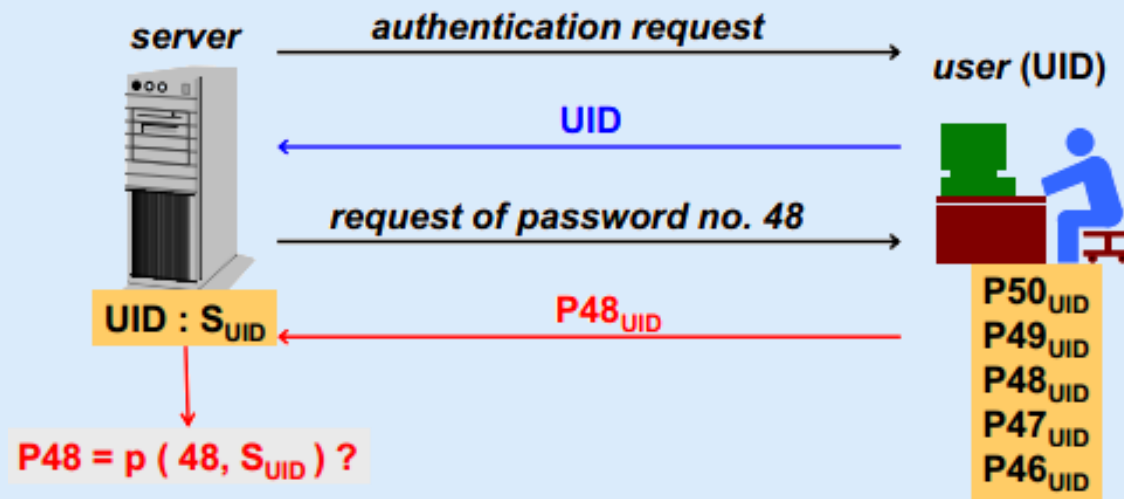 server
authentication request
user (UID)
UID
request of password no. 48
UID : SUID
P48UID
P50UID
P49UID
P48UID
P47UID
P46UID
P48 = p ( 48, SUID ) ?